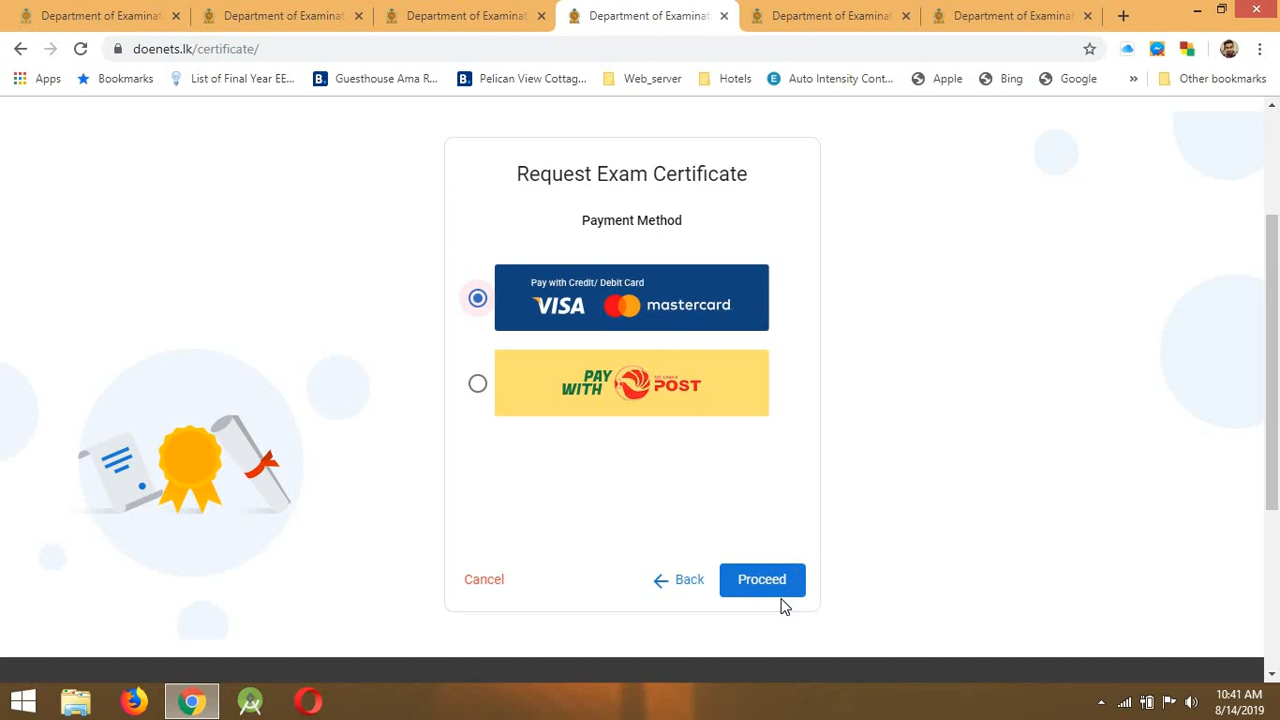 Department of Examinat
Department of Examinat
Department of Examinat
Department of Examinat
Department of Examinat
Department of Examinat
doenets.lk/certificate/
Apps
Bookmarks
List of Final Year EE...
Guesthouse Ama R...
Pelican View Cottag...
Web_server
Hotels
Auto Intensity Cont...
Apple
Bing
Google
»
Other bookmarks
Request Exam Certificate
Payment Method
Pay with Credit/ Debit Card
VISA mastercard
PAY
WITH POST
Cancel
Back
Proceed
10:41 AM
8/14/2019